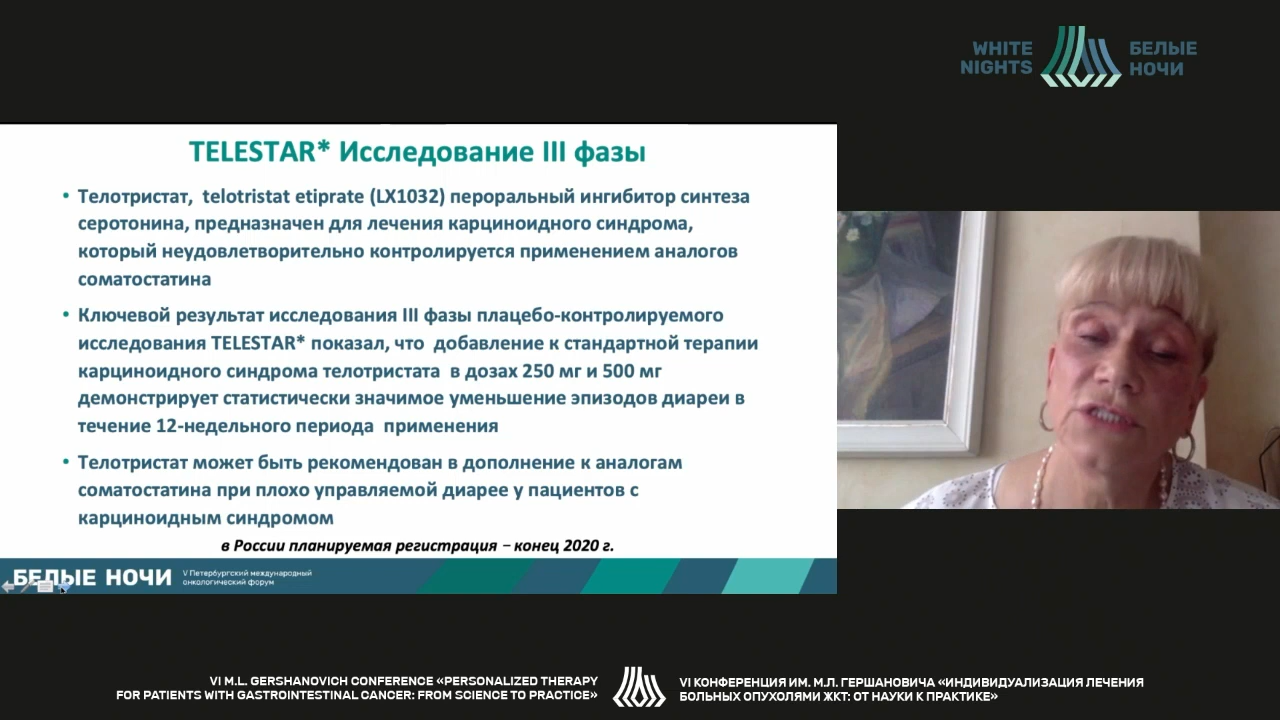 WHITE
NIGHTS
БЕЛЫЕ
НОЧИ
TELESTAR* Исследование III фазы
• Телотристат, telotristat etiprate (LX1032) пероральный ингибитор синтеза
серотонина, предназначен для лечения карциноидного синдрома,
который неудовлетворительно контролируется применением аналогов
соматостатина
• Ключевой результат исследования III фазы плацебо-контролируемого
исследования TELESTAR* показал, что добавление к стандартной терапии
карциноидного синдрома телотристата в дозах 250 мг и 500 мг
демонстрирует статистически значимое уменьшение эпизодов диареи в
течение 12-недельного периода применения
• Телотристат может быть рекомендован в дополнение к аналогам
соматостатина при плохо управляемой диарее у пациентов с
карциноидным синдромом
в России планируемая регистрация – конец 2020 г.
БЕЛЫЕ НОЧИ
V Петербургский международный
онкологический форум
VI M.L. GERSHANOVICH CONFERENCE «PERSONALIZED THERAPY
FOR PATIENTS WITH GASTROINTESTINAL CANCER: FROM SCIENCE TO PRACTICE»
VI КОНФЕРЕНЦИЯ ИМ. М.Л. ГЕРШАНОВИЧА «ИНДИВИДУАЛИЗАЦИЯ ЛЕЧЕНИЯ
БОЛЬНЫХ ОПУХОЛЯМИ ЖКТ: ОТ НАУКИ К ПРАКТИКЕ»